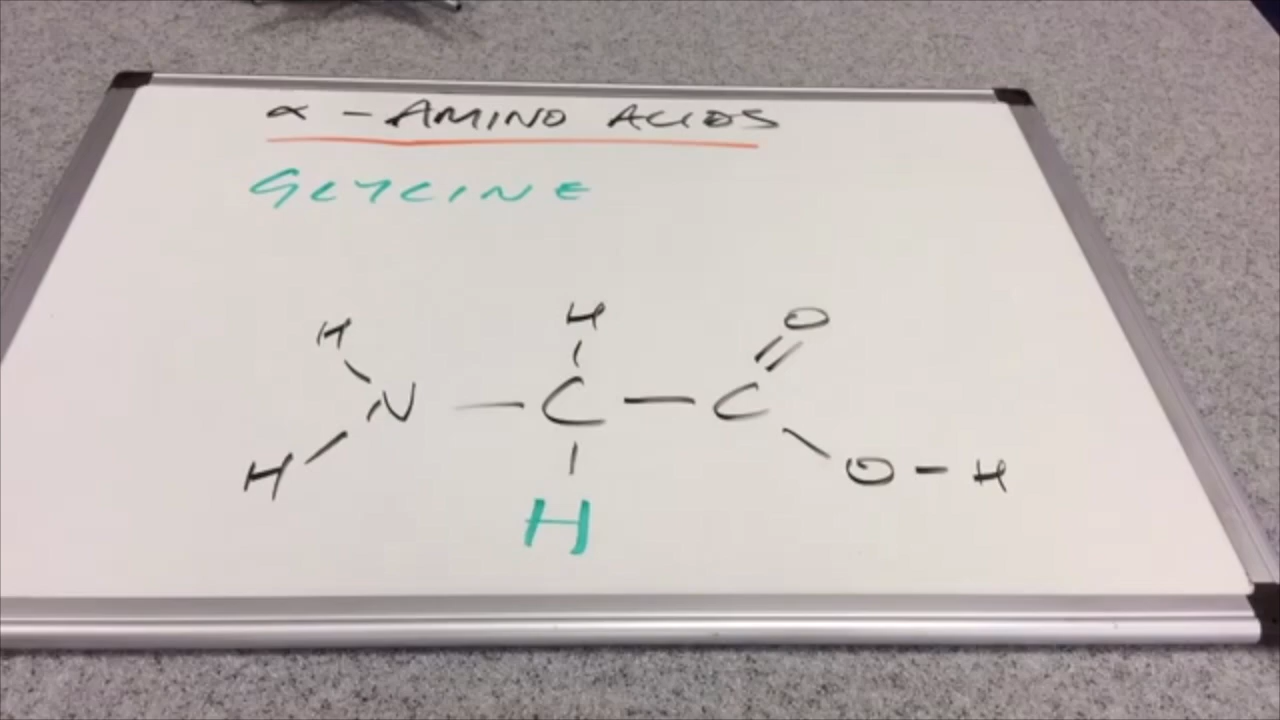 α - AMINO ACIDS
GLYCINE
H H O
N — C — C
H O - H
H